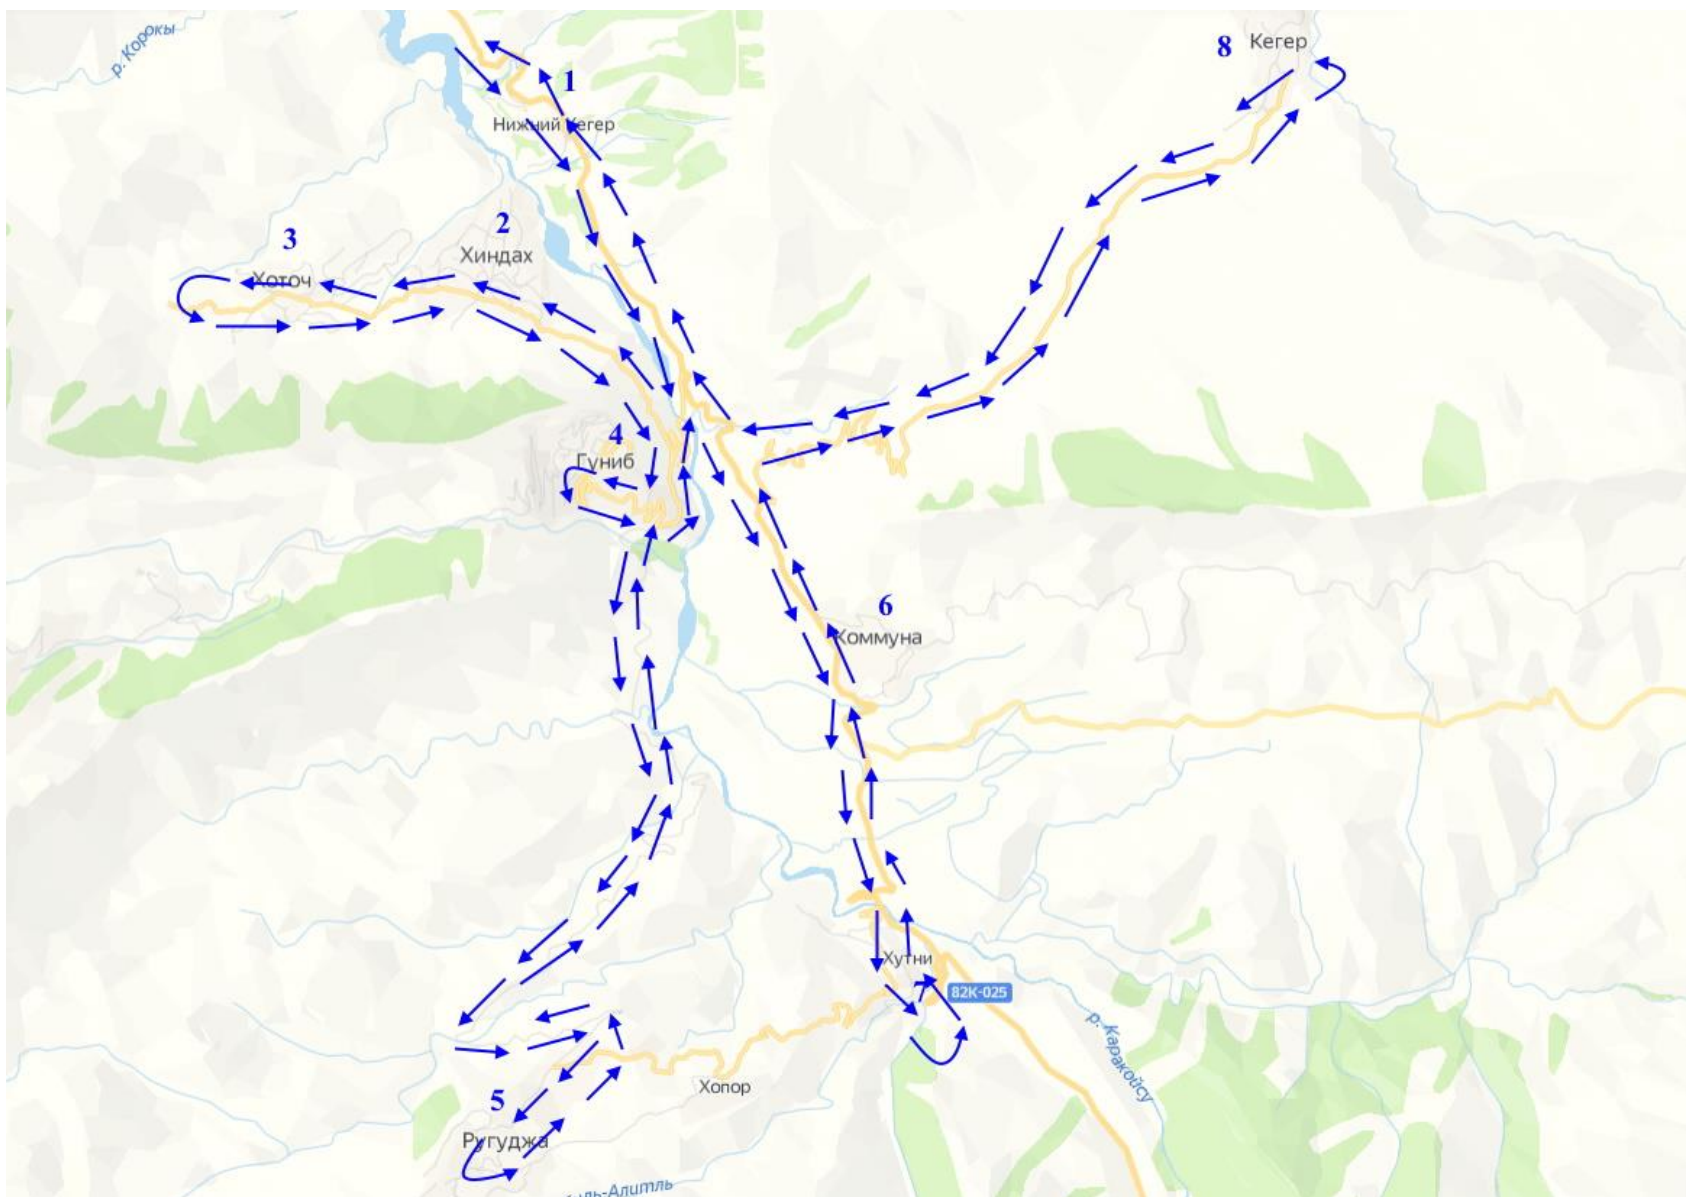 р. Корокы
8
Кегер
1
Нижний Кегер
2
3
Хиндах
Хоточ
4
Гуниб
6
Коммуна
Хутни
82К-025
р. Каракойсу
Хопор
5
Ругуджа